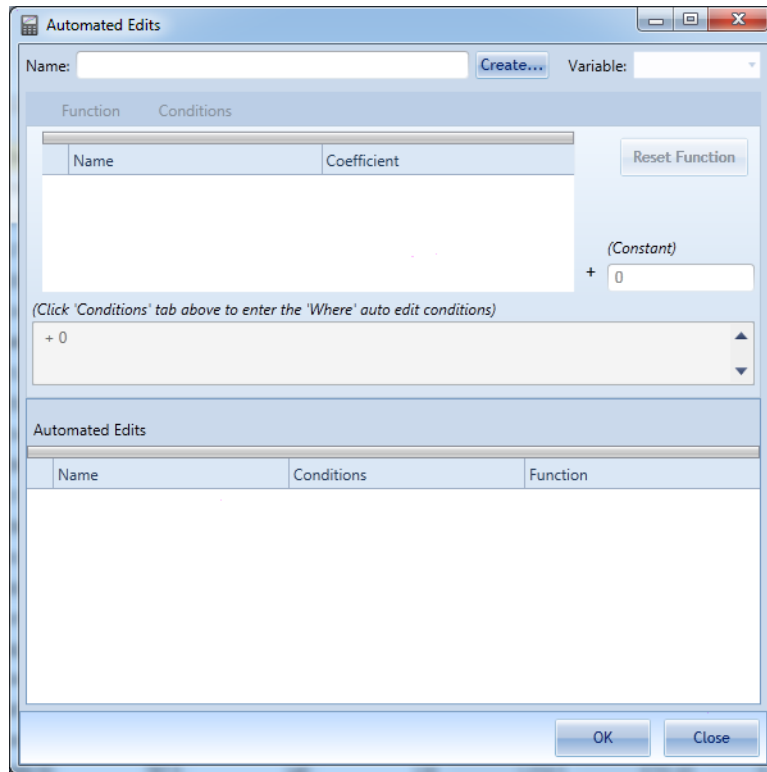 Automated Edits
Name: Create... Variable:
Function Conditions
Name Coefficient
Reset Function
(Constant)
+ 0
(Click 'Conditions' tab above to enter the 'Where' auto edit conditions)
+ 0
Automated Edits
Name Conditions Function
OK Close